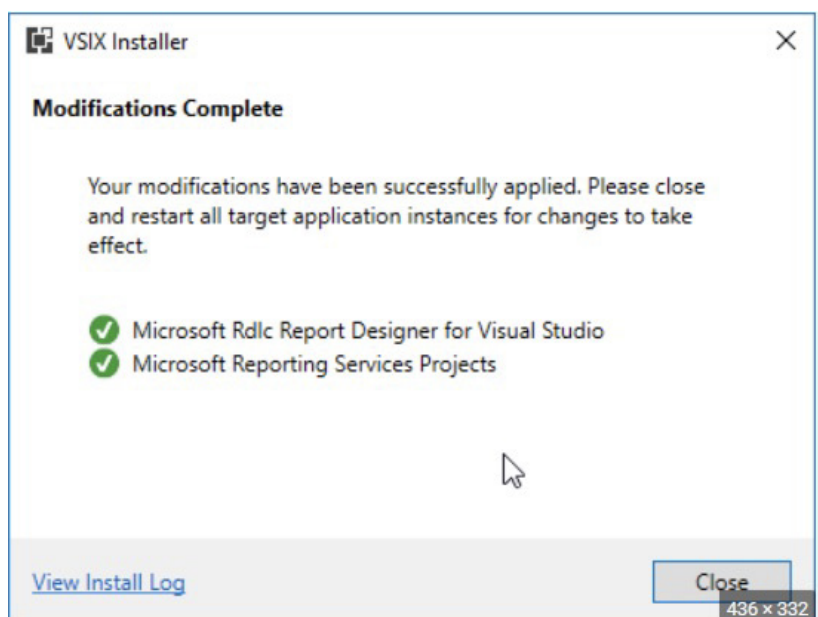 VSIX Installer
Modifications Complete
Your modifications have been successfully applied. Please close
and restart all target application instances for changes to take
effect.
Microsoft Rdlc Report Designer for Visual Studio
Microsoft Reporting Services Projects
View Install Log
Close
436 × 332